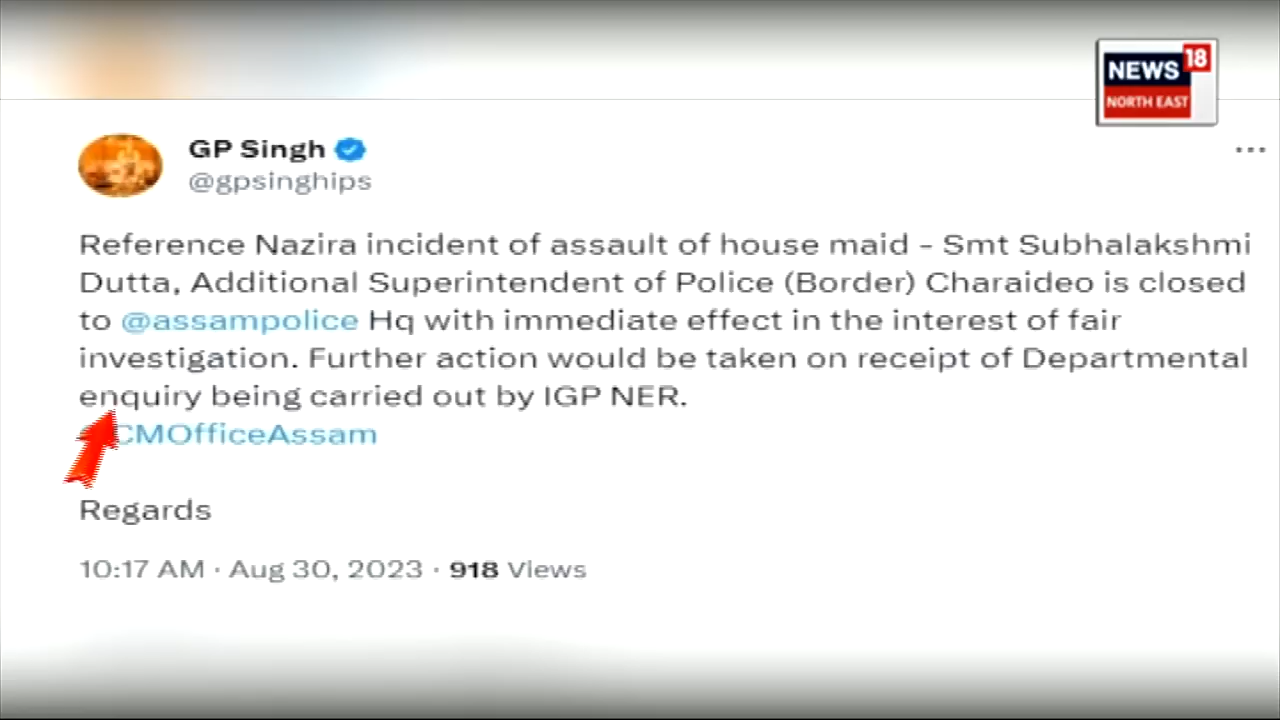 NEWS 18
NORTH EAST
GP Singh
@gpsinghips
Reference Nazira incident of assault of house maid - Smt Subhalakshmi
Dutta, Additional Superintendent of Police (Border) Charaideo is closed
to @assampolice Hq with immediate effect in the interest of fair
investigation. Further action would be taken on receipt of Departmental
enquiry being carried out by IGP NER.
CMOfficeAssam
Regards
10:17 AM · Aug 30, 2023 · 918 Views